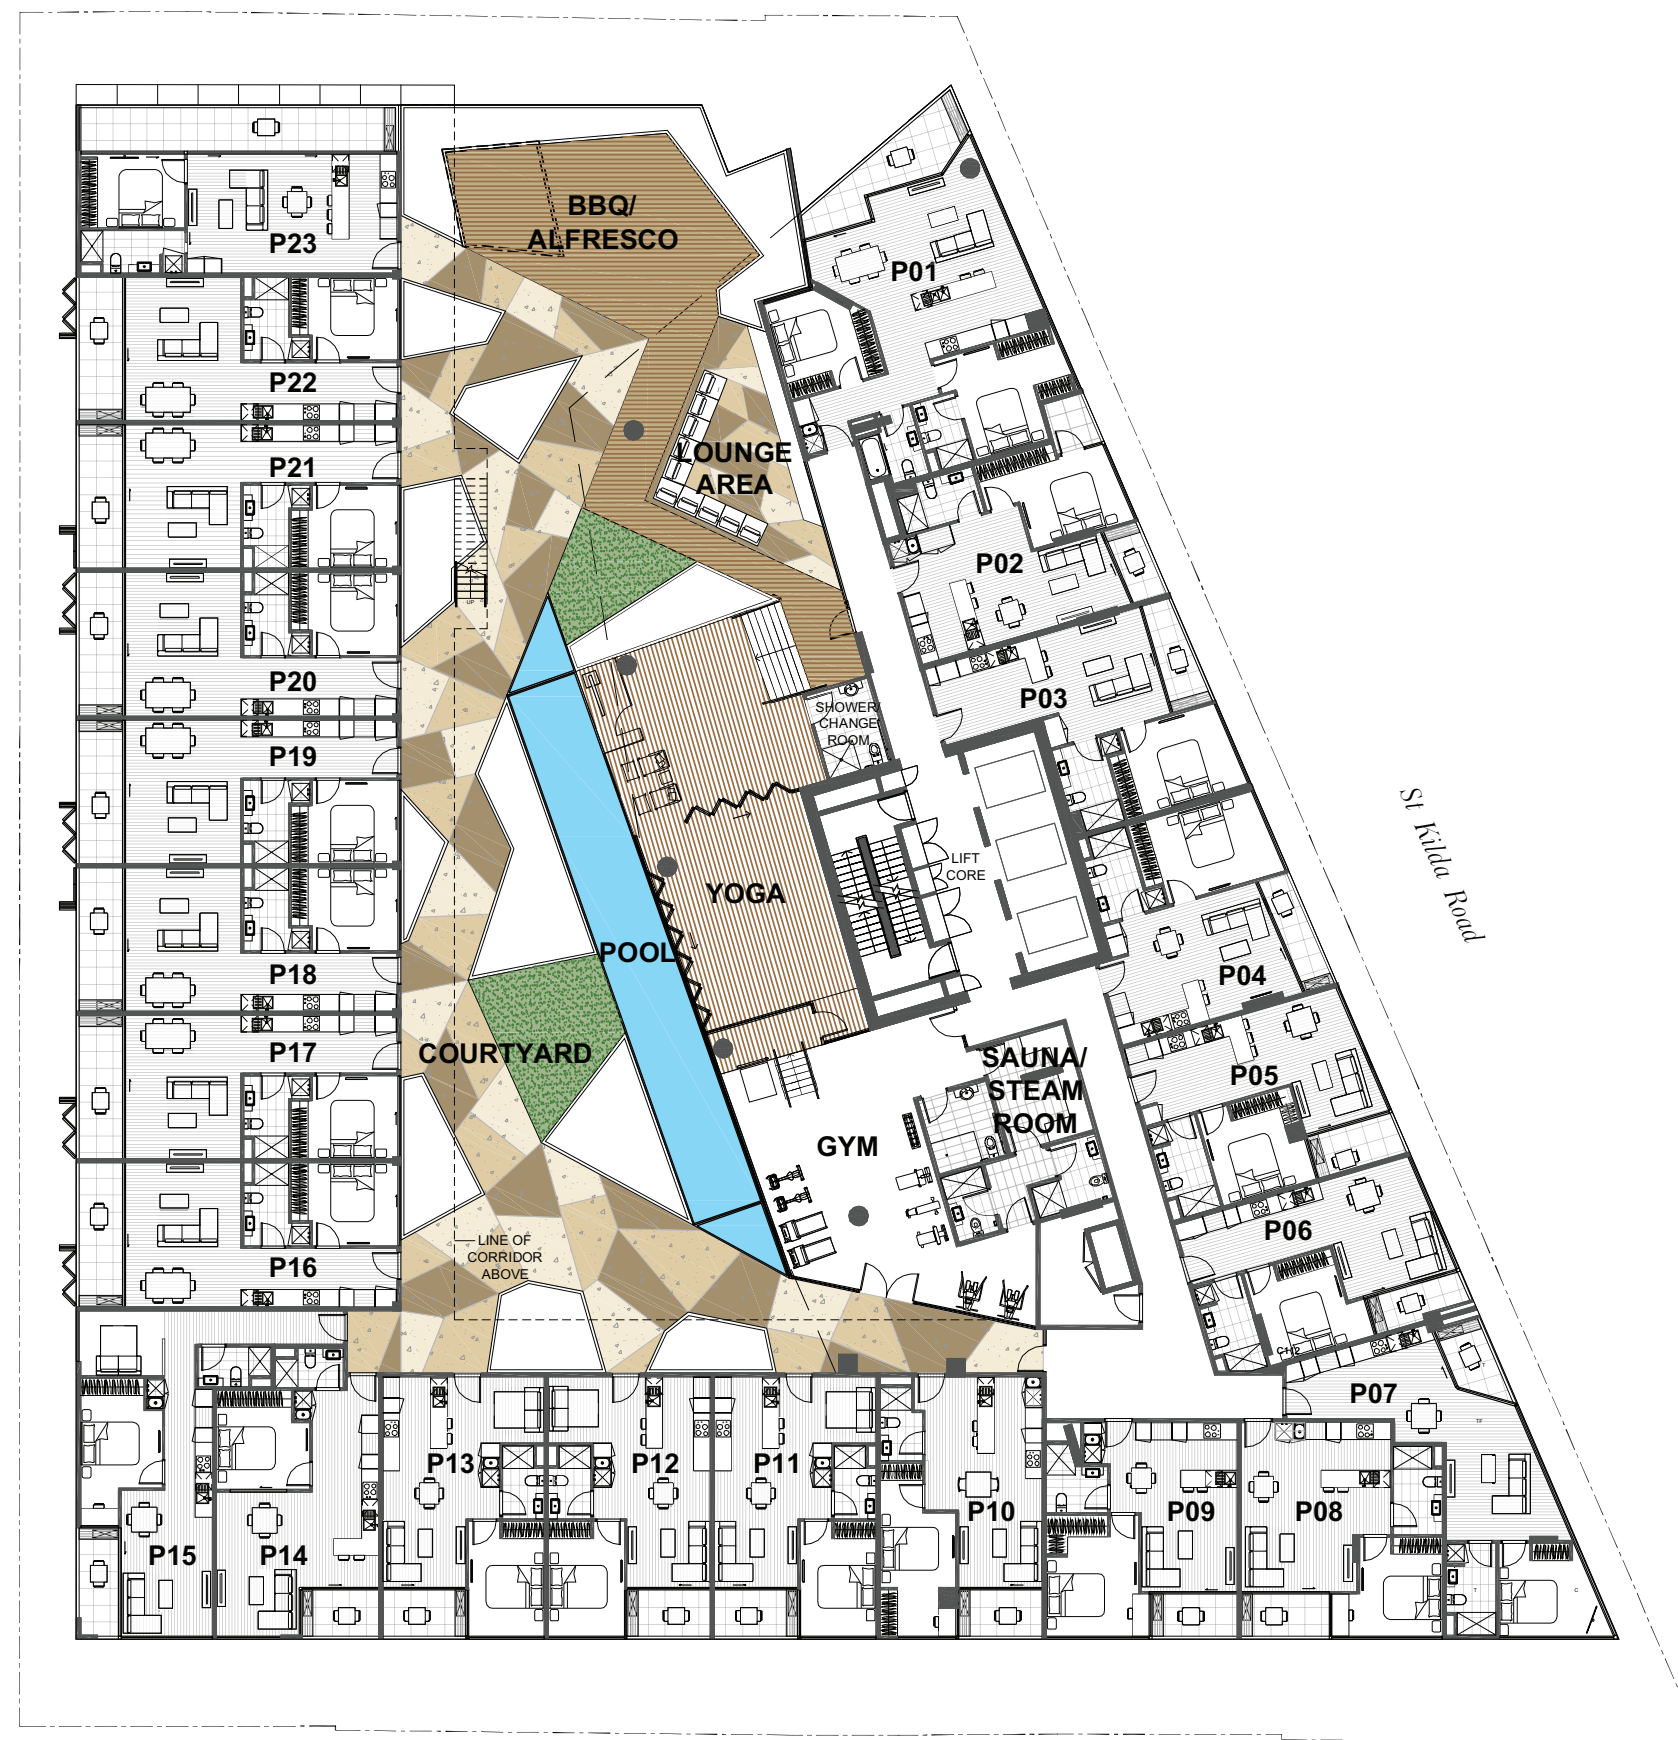 BBQ/
ALFRESCO
P23
P01
P22
LOUNGE
AREA
P21
P02
UP
P20
P03
SHOWER/
CHANGE
ROOM
P19
St Kilda Road
LIFT
CORE
YOGA
POOL
P18
P04
P17
COURTYARD
SAUNA/
STEAM
ROOM
P05
GYM
P06
LINE OF
CORRIDOR
ABOVE
P16
P07
P13
P12
P11
P10
P09
P08
P15
P14